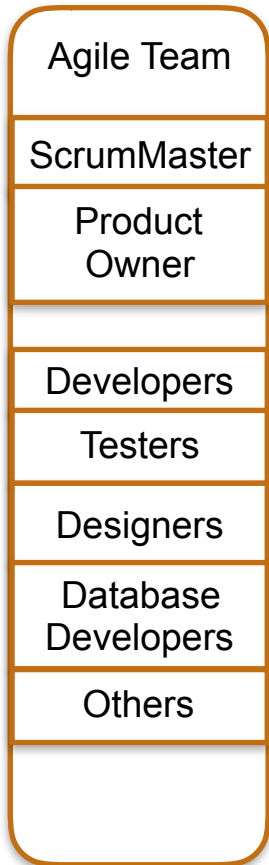 Agile Team
ScrumMaster
Product
Owner
Developers
Testers
Designers
Database
Developers
Others